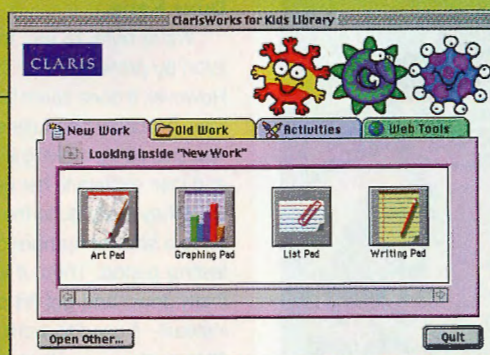 ClarisWorks for Kids Library
CLARIS
New Work Old Work Activities Web Tools
Looking inside "New Work"
Art Pad Graphing Pad List Pad Writing Pad
Open Other... Quit